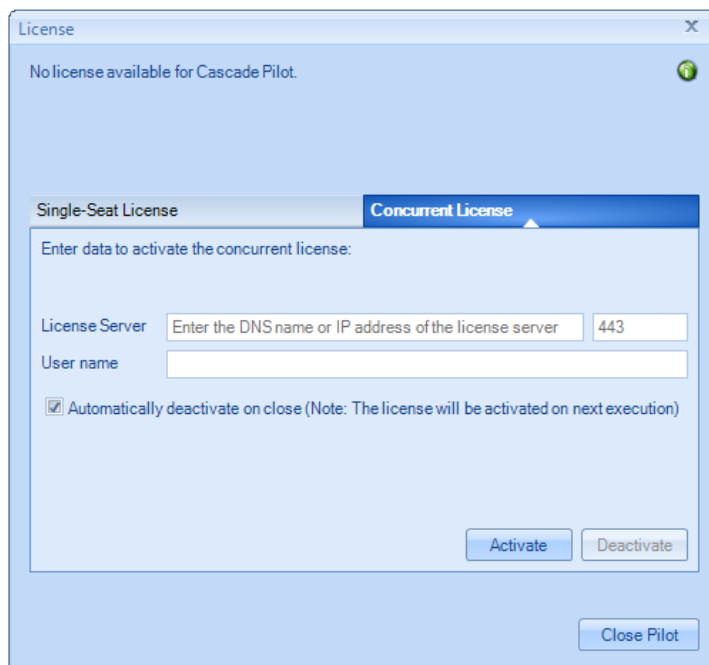 License
No license available for Cascade Pilot.
Single-Seat License
Concurrent License
Enter data to activate the concurrent license:
License Server Enter the DNS name or IP address of the license server 443
User name
Automatically deactivate on close (Note: The license will be activated on next execution)
Activate Deactivate
Close Pilot